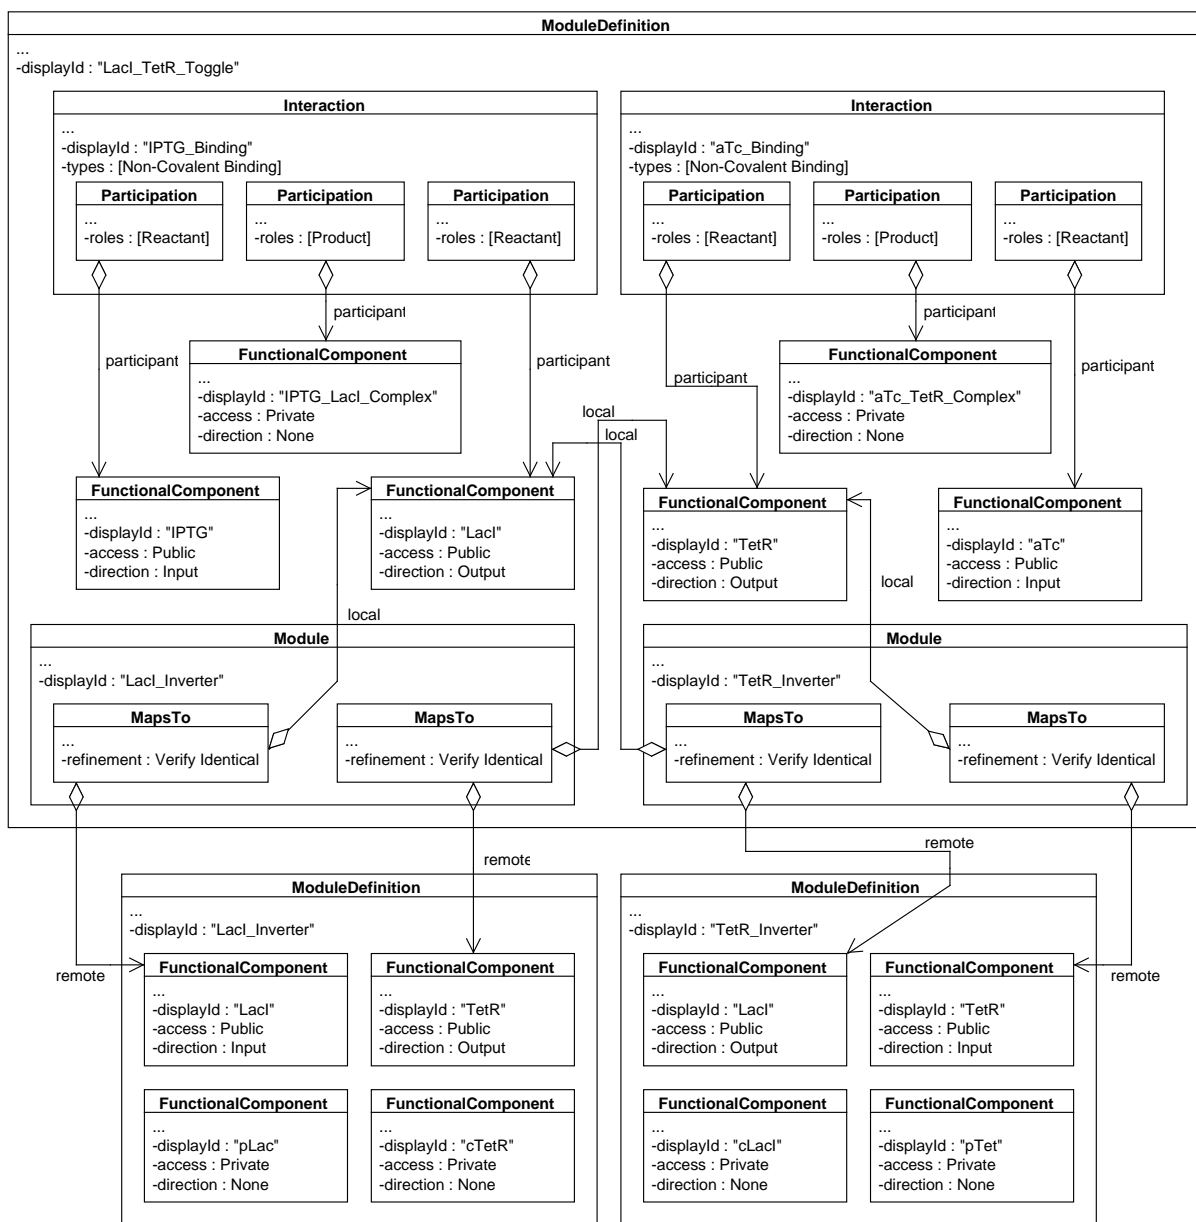 ModuleDefinition
...
-displayId : "LacI_TetR_Toggle"
Interaction
...
-displayId : "IPTG_Binding"
-types : [Non-Covalent Binding]
Participation
...
-roles : [Reactant]
Participation
...
-roles : [Product]
Participation
...
-roles : [Reactant]
Interaction
...
-displayId : "aTc_Binding"
-types : [Non-Covalent Binding]
Participation
...
-roles : [Reactant]
Participation
...
-roles : [Product]
Participation
...
-roles : [Reactant]
participant
participant
participant
participant
participant
participant
FunctionalComponent
...
-displayId : "IPTG_LacI_Complex"
-access : Private
-direction : None
FunctionalComponent
...
-displayId : "aTc_TetR_Complex"
-access : Private
-direction : None
local
local
FunctionalComponent
...
-displayId : "IPTG"
-access : Public
-direction : Input
FunctionalComponent
...
-displayId : "LacI"
-access : Public
-direction : Output
FunctionalComponent
...
-displayId : "TetR"
-access : Public
-direction : Output
FunctionalComponent
...
-displayId : "aTc"
-access : Public
-direction : Input
local
local
Module
...
-displayId : "LacI_Inverter"
MapsTo
...
-refinement : Verify Identical
MapsTo
...
-refinement : Verify Identical
Module
...
-displayId : "TetR_Inverter"
MapsTo
...
-refinement : Verify Identical
MapsTo
...
-refinement : Verify Identical
remote
remote
remote
remote
ModuleDefinition
...
-displayId : "LacI_Inverter"
FunctionalComponent
...
-displayId : "LacI"
-access : Public
-direction : Input
FunctionalComponent
...
-displayId : "TetR"
-access : Public
-direction : Output
FunctionalComponent
...
-displayId : "pLac"
-access : Private
-direction : None
FunctionalComponent
...
-displayId : "cTetR"
-access : Private
-direction : None
ModuleDefinition
...
-displayId : "TetR_Inverter"
FunctionalComponent
...
-displayId : "LacI"
-access : Public
-direction : Output
FunctionalComponent
...
-displayId : "TetR"
-access : Public
-direction : Input
FunctionalComponent
...
-displayId : "cLacI"
-access : Private
-direction : None
FunctionalComponent
...
-displayId : "pTet"
-access : Private
-direction : None